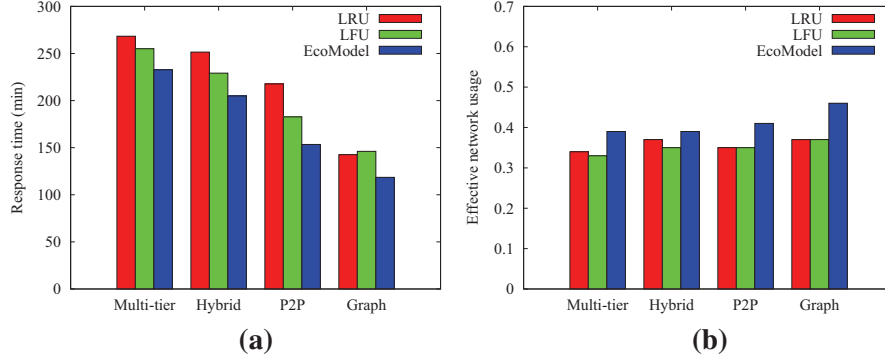 300
250
200
150
100
50
0
Response time (min)
LRU
LFU
EcoModel
Multi-tier Hybrid P2P Graph
(a)
0.7
0.6
0.5
0.4
0.3
0.2
0.1
0
Effective network usage
LRU
LFU
EcoModel
Multi-tier Hybrid P2P Graph
(b)